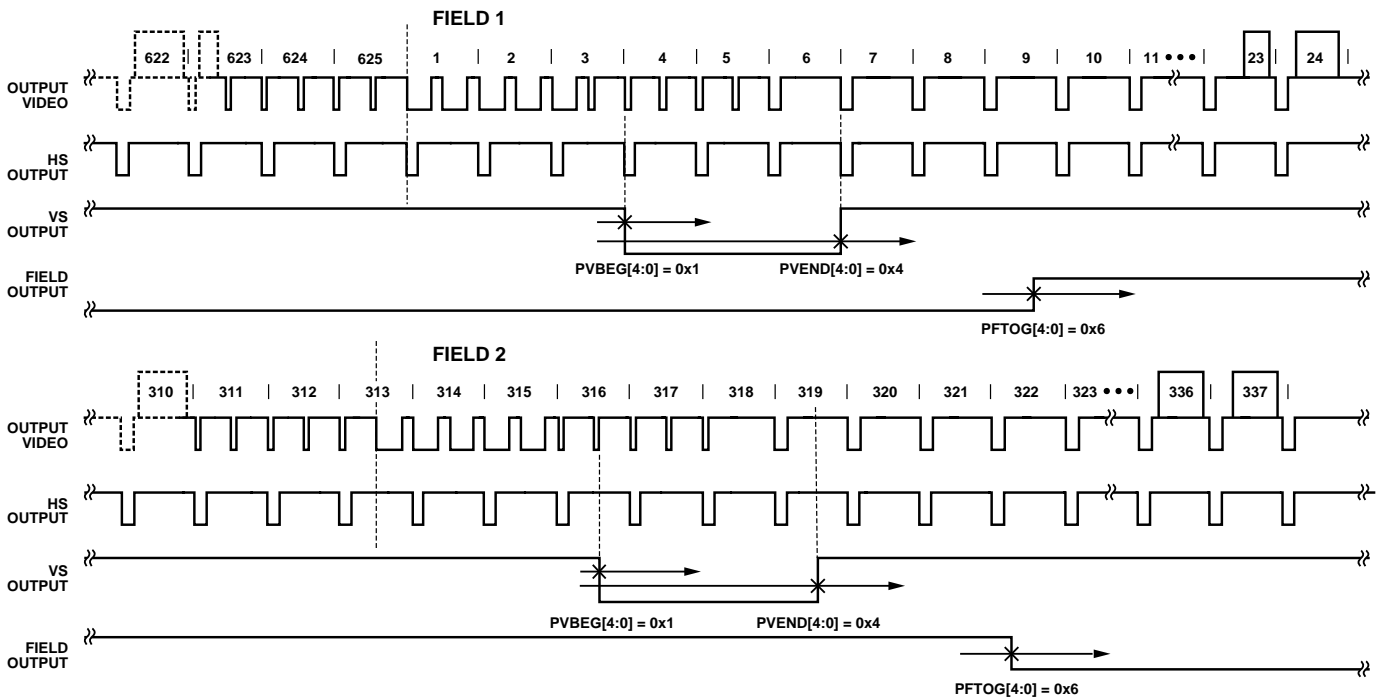 FIELD 1
622 623 624 625 1 2 3 4 5 6 7 8 9 10 11 ••• 23 24
OUTPUT
VIDEO
HS
OUTPUT
VS
OUTPUT
PVBEG[4:0] = 0x1 PVEND[4:0] = 0x4
FIELD
OUTPUT
PFTOG[4:0] = 0x6
FIELD 2
310 311 312 313 314 315 316 317 318 319 320 321 322 323 ••• 336 337
OUTPUT
VIDEO
HS
OUTPUT
VS
OUTPUT
PVBEG[4:0] = 0x1 PVEND[4:0] = 0x4
FIELD
OUTPUT
PFTOG[4:0] = 0x6